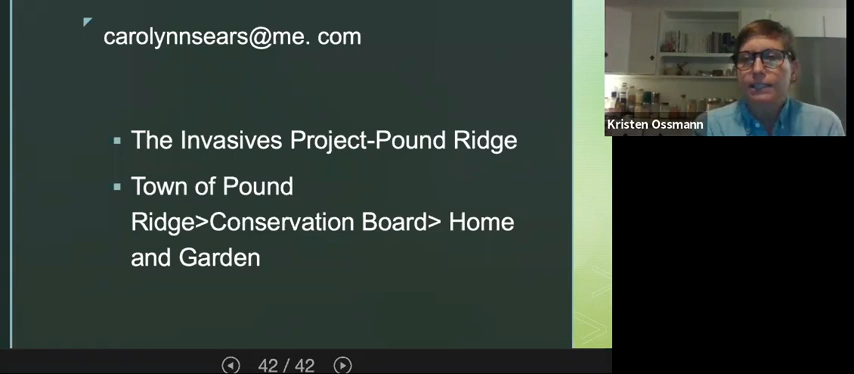 carolynnsears@me. com
The Invasives Project-Pound Ridge
Town of Pound
Ridge>Conservation Board> Home
and Garden
Kristen Ossmann
42 / 42